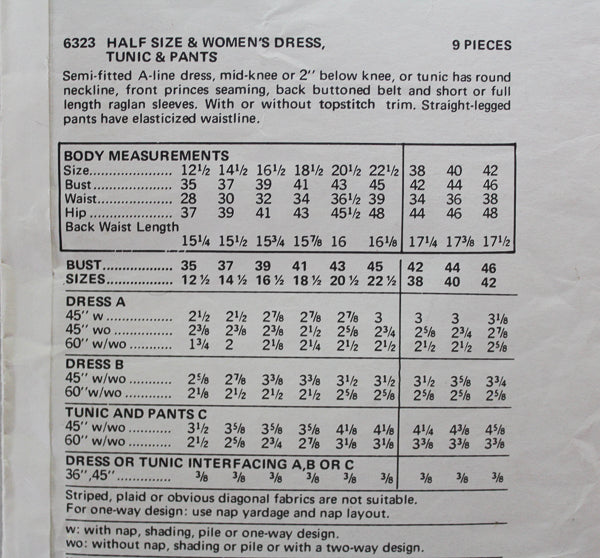 6323 HALF SIZE & WOMEN'S DRESS, 9 PIECES
TUNIC & PANTS
Semi-fitted A-line dress, mid-knee or 2" below knee, or tunic has round
neckline, front princes seaming, back buttoned belt and short or full
length raglan sleeves. With or without topstitch trim. Straight-legged
pants have elasticized waistline.
BODY MEASUREMENTS
Size.................... 12½ 14½ 16½ 18½ 20½ 22½ 38 40 42
Bust.................... 35 37 39 41 43 45 42 44 46
Waist................... 28 30 32 34 36½ 39 34 36 38
Hip..................... 37 39 41 43 45½ 48 44 46 48
Back Waist Length
15¼ 15½ 15¾ 15⅞ 16 16⅛ 17¼ 17⅜ 17½
BUST................. 35 37 39 41 43 45 42 44 46
SIZES................ 12 ½ 14 ½ 16 ½ 18 ½ 20 ½ 22 ½ 38 40 42
DRESS A
45" w ............... 2½ 2½ 2⅞ 2⅞ 2⅞ 3 3 3 3⅛
45" wo .............. 2⅜ 2⅜ 2⅜ 2½ 2⅝ 2¾ 2⅝ 2¾ 2⅞
60" w/wo ............ 1¾ 2 2⅛ 2¼ 2½ 2½ 2½ 2½ 2⅝
DRESS B
45" w/wo ............ 2⅝ 2⅞ 3⅜ 3⅜ 3½ 3½ 3½ 3⅝ 3¾
60"w/wo ............. 2⅛ 2½ 2½ 2½ 2⅝ 2⅝ 2⅝ 2⅝ 2⅝
TUNIC AND PANTS C
45" w/wo ............ 3½ 3⅝ 3⅝ 3⅝ 4⅛ 4⅛ 4¼ 4⅜ 4⅝
60" w/wo ............ 2½ 2⅝ 2¾ 2⅞ 3⅛ 3⅛ 3⅜ 3⅜ 3⅜
DRESS OR TUNIC INTERFACING A,B OR C
36",45".............. ⅜ ⅜ ⅜ ⅜ ⅜ ⅜ ⅜ ⅜ ⅜
Striped, plaid or obvious diagonal fabrics are not suitable.
For one-way design: use nap yardage and nap layout.
w: with nap, shading, pile or one-way design.
wo: without nap, shading or pile or with a two-way design.